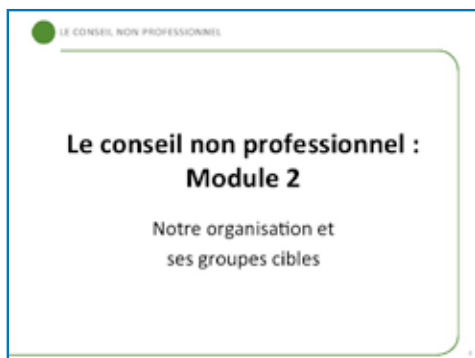 LE CONSEIL NON PROFESSIONNEL
Le conseil non professionnel :
Module 2
Notre organisation et
ses groupes cibles